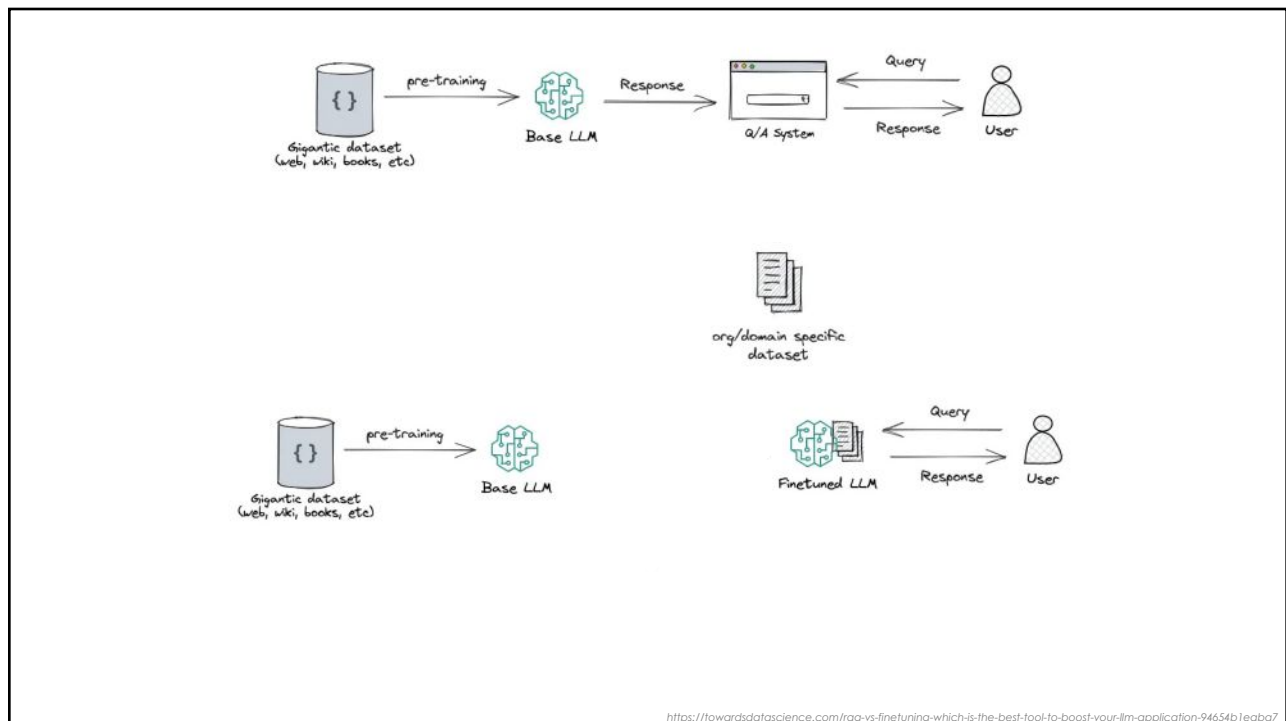 pre-training
Response
Query
Response
Gigantic dataset
(web, wiki, books, etc)
Base LLM
Q/A System
User
org/domain specific
dataset
pre-training
Query
Response
Gigantic dataset
(web, wiki, books, etc)
Base LLM
Finetuned LLM
User
https://towardsdatascience.com/rag-vs-finetuning-which-is-the-best-tool-to-boost-your-llm-application-94654b1eaba7